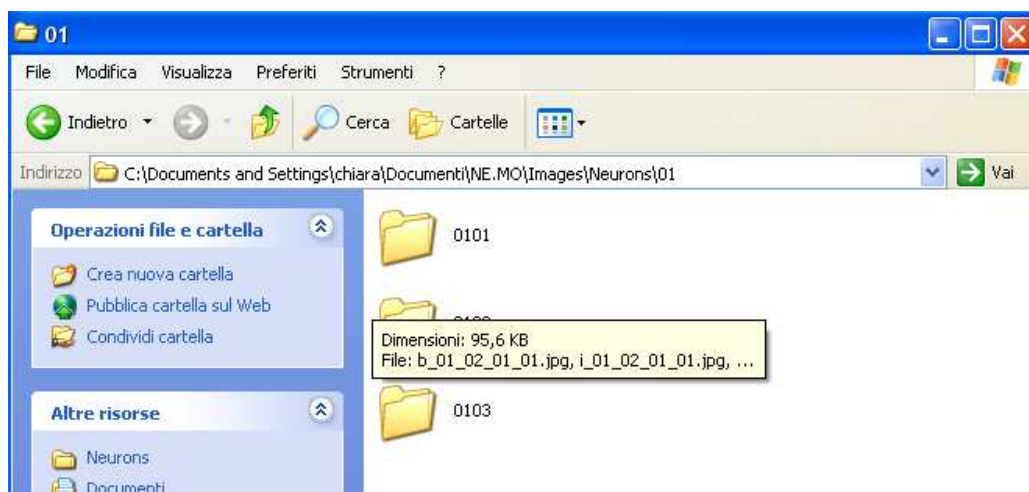 01
File Modifica Visualizza Preferiti Strumenti ?
Indietro Cerca Cartelle
Indirizzo C:\Documents and Settings\chiara\Documenti\NE.MO\Images\Neurons\01 Vai
Operazioni file e cartella
Crea nuova cartella
Pubblica cartella sul Web
Condividi cartella
Altre risorse
Neurons
Documenti
0101
Dimensioni: 95,6 KB
File: b_01_02_01_01.jpg, i_01_02_01_01.jpg, ...
0103